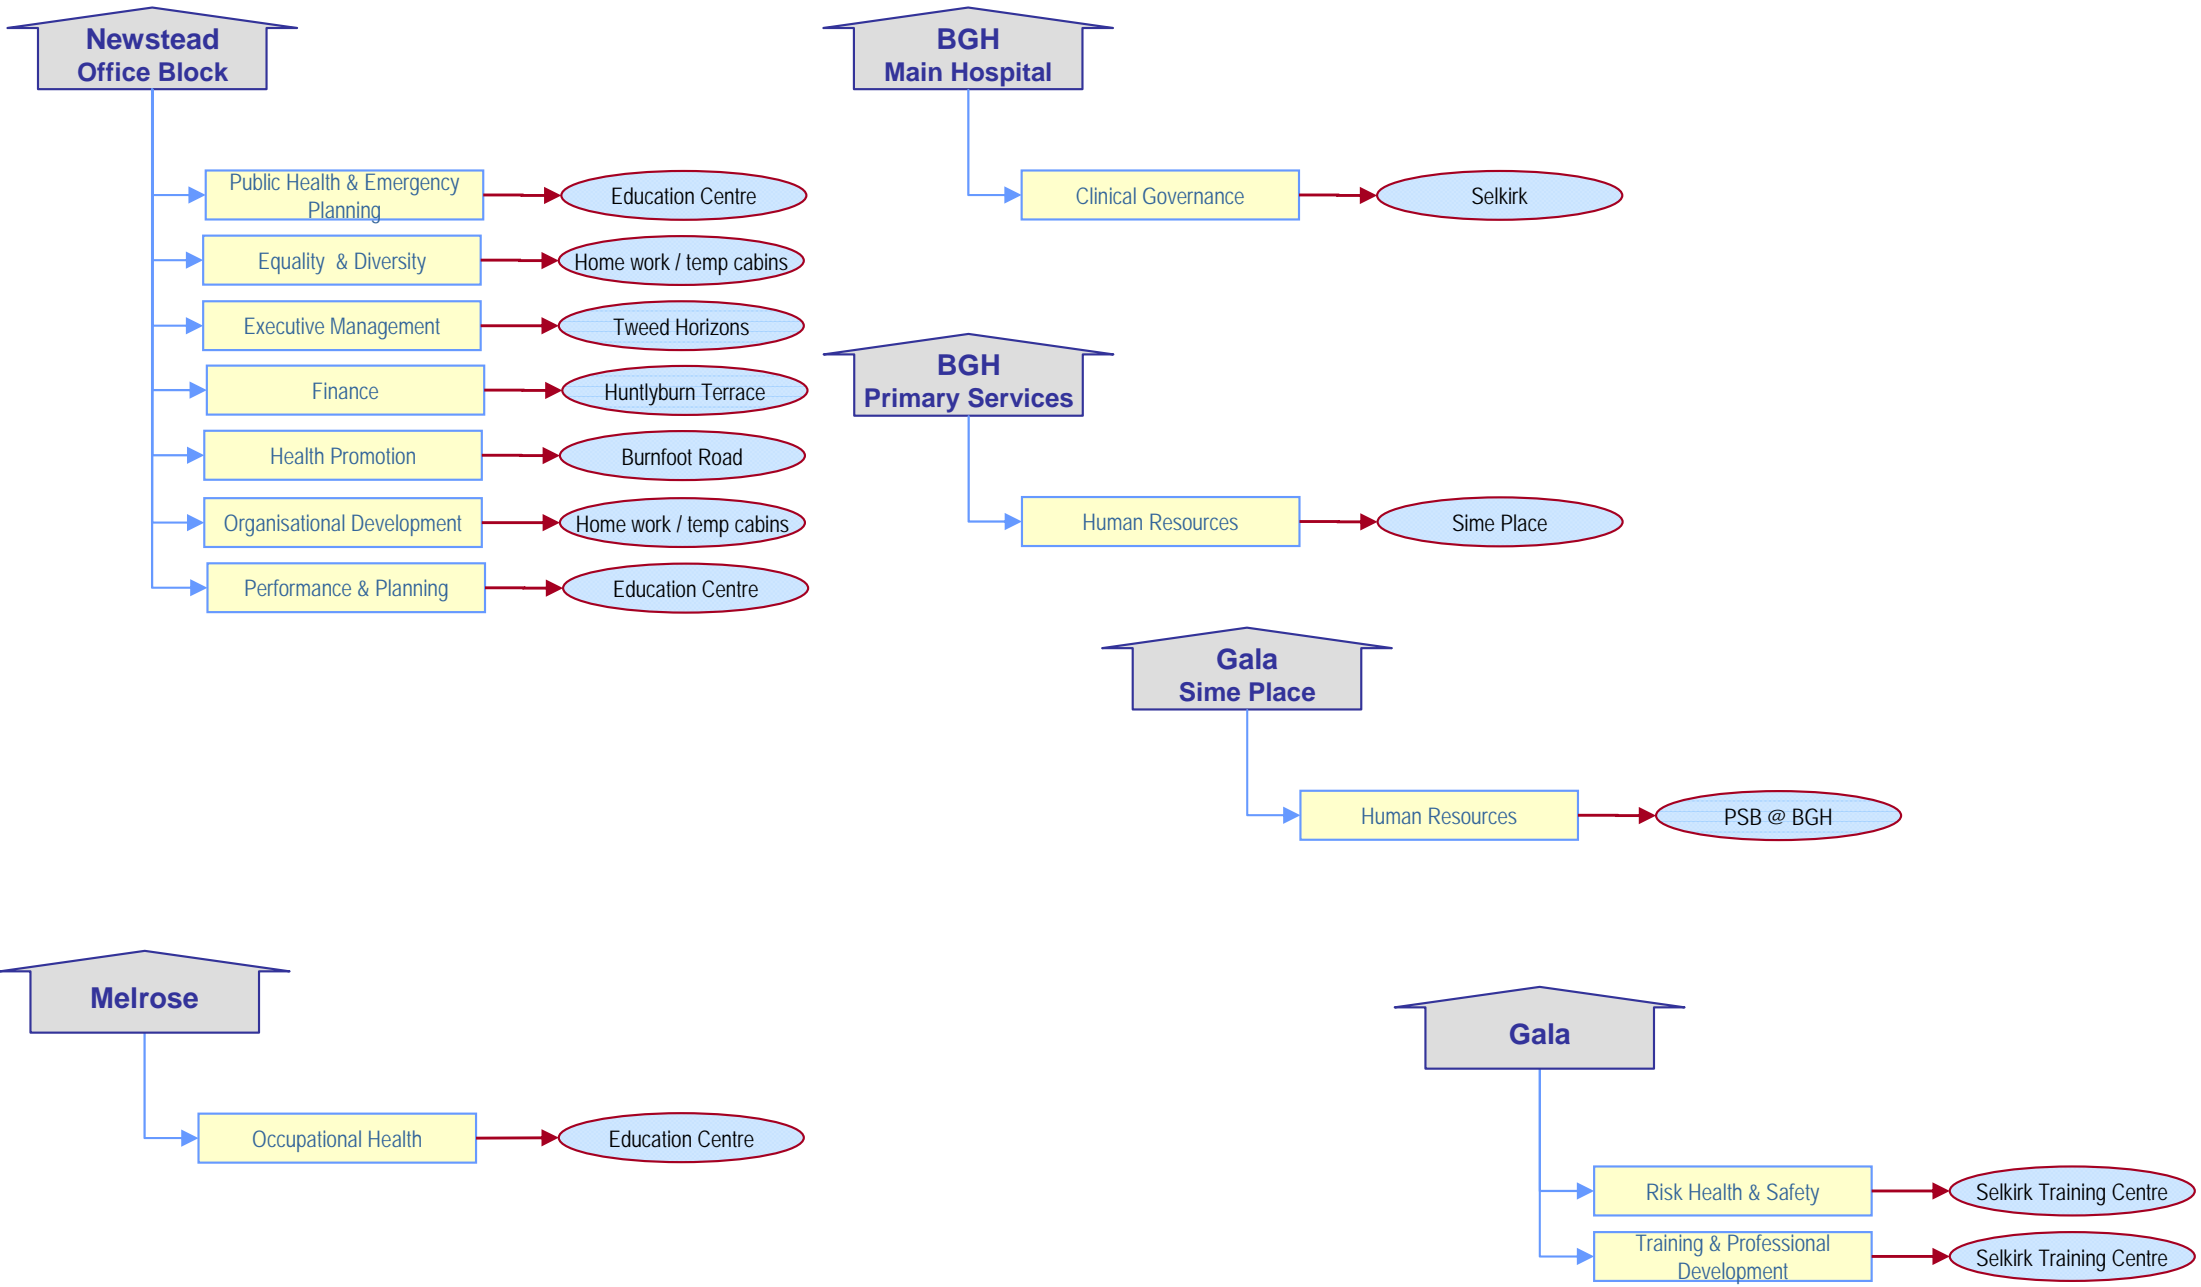 Newstead
Office Block
Public Health & Emergency
Planning
Education Centre
Equality  & Diversity
Home work / temp cabins
Executive Management
Tweed Horizons
Finance
Huntlyburn Terrace
Health Promotion
Burnfoot Road
Organisational Development
Home work / temp cabins
Performance & Planning
Education Centre
BGH
Main Hospital
Clinical Governance
Selkirk
BGH
Primary Services
Human Resources
Sime Place
Gala
Sime Place
Human Resources
PSB @ BGH
Melrose
Occupational Health
Education Centre
Gala
Risk Health & Safety
Selkirk Training Centre
Training & Professional
Development
Selkirk Training Centre